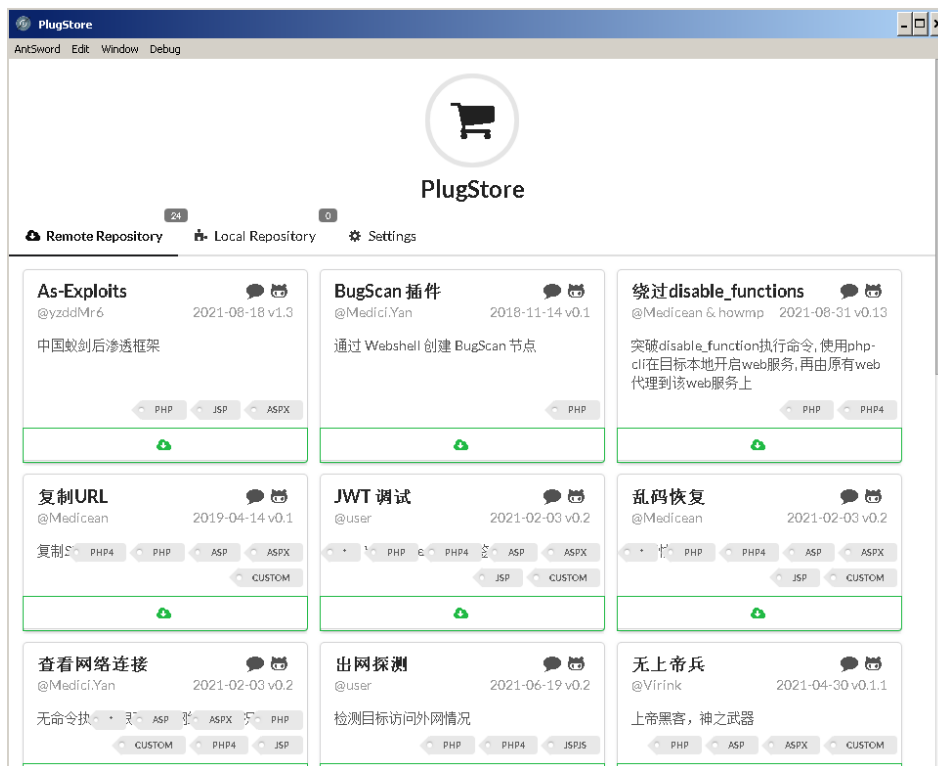 PlugStore
AntSword Edit Window Debug
PlugStore
24 0
Remote Repository Local Repository Settings
As-Exploits
@yzddMr6 2021-08-18 v1.3
中国蚁剑后渗透框架
PHP JSP ASPX
BugScan 插件
@Medici.Yan 2018-11-14 v0.1
通过 Webshell 创建 BugScan 节点
PHP
绕过disable_functions
@Medicean & howmp 2021-08-31 v0.13
突破disable_function执行命令, 使用php-
cli在目标本地开启web服务, 再由原有web
代理到该web服务上
PHP PHP4
复制URL
@Medicean 2019-04-14 v0.1
复制 PHP4 PHP ASP ASPX
CUSTOM
JWT 调试
@user 2021-02-03 v0.2
* PHP PHP4 ASP ASPX
JSP CUSTOM
乱码恢复
@Medicean 2021-02-03 v0.2
* PHP PHP4 ASP ASPX
JSP CUSTOM
查看网络连接
@Medici.Yan 2021-02-03 v0.2
无命令执 * ASP ASPX PHP
CUSTOM PHP4 JSP
出网探测
@user 2021-06-19 v0.2
检测目标访问外网情况
PHP PHP4 JSPJS
无上帝兵
@Virink 2021-04-30 v0.1.1
上帝黑客，神之武器
PHP ASP ASPX CUSTOM